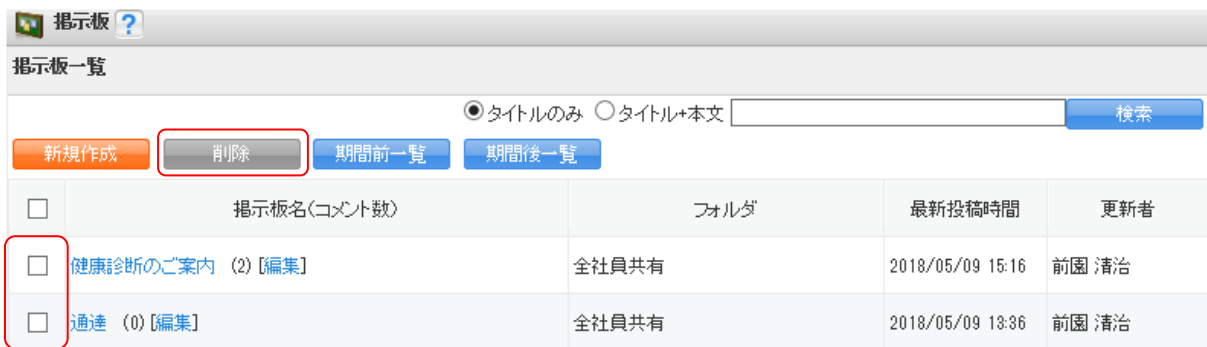 掲示板 ?
掲示板一覧
タイトルのみ タイトル+本文 検索
新規作成 削除 期間前一覧 期間後一覧
掲示板名(コメント数) フォルダ 最新投稿時間 更新者
健康診断のご案内 (2) [編集] 全社員共有 2018/05/09 15:16 前園 清治
通達 (0) [編集] 全社員共有 2018/05/09 13:36 前園 清治